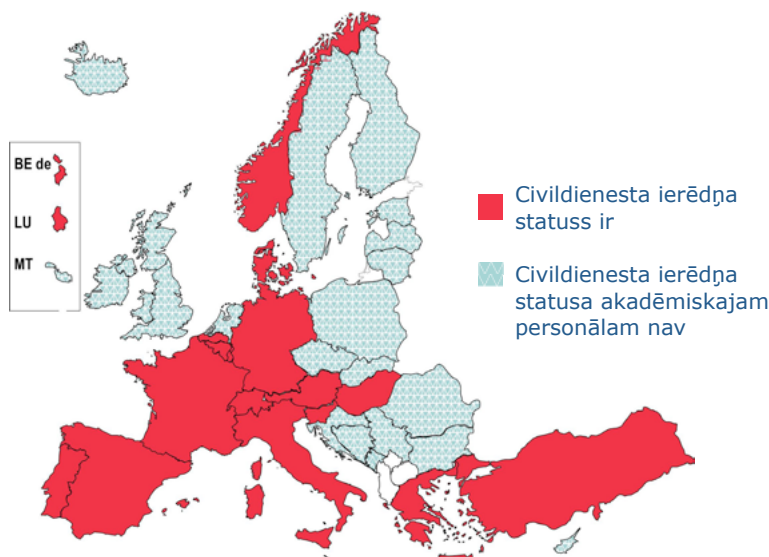 BE de
LU
MT
Civildienesta ierēdņa
statuss ir
Civildienesta ierēdņa
statusa akadēmiskajam
personālam nav